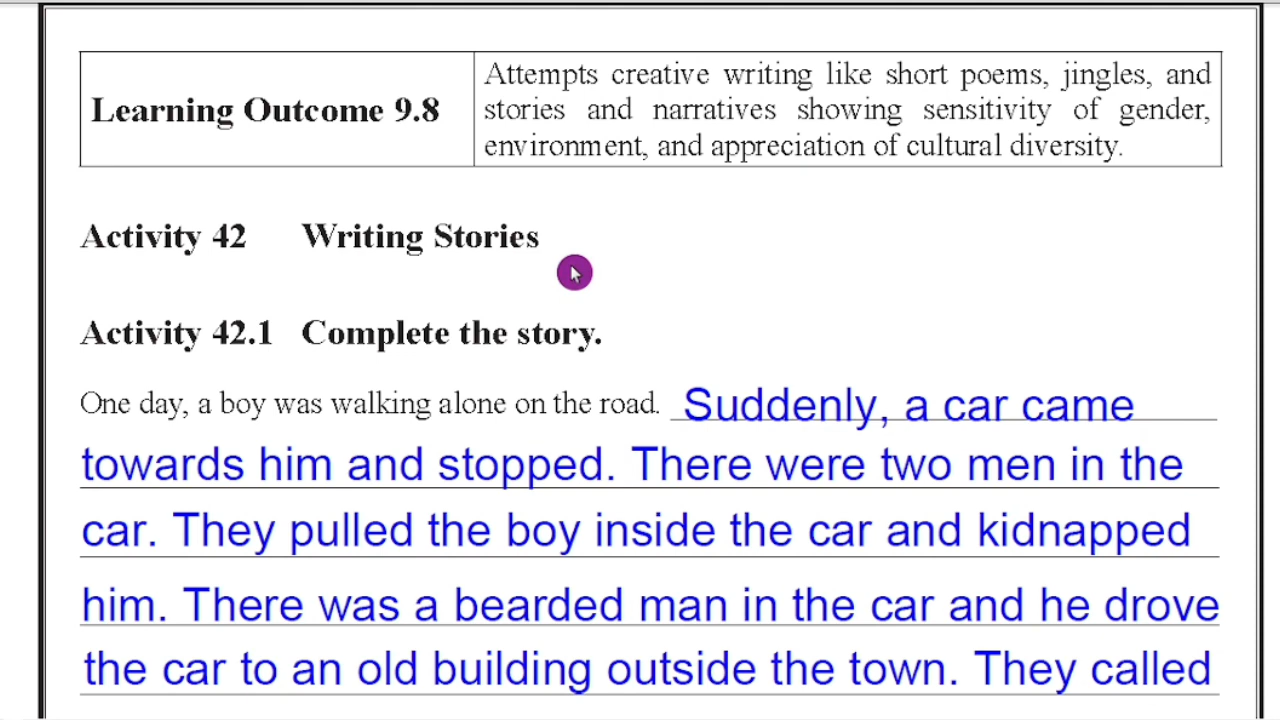 Learning Outcome 9.8
Attempts creative writing like short poems, jingles, and
stories and narratives showing sensitivity of gender,
environment, and appreciation of cultural diversity.
Activity 42 Writing Stories
Activity 42.1 Complete the story.
One day, a boy was walking alone on the road. Suddenly, a car came
towards him and stopped. There were two men in the
car. They pulled the boy inside the car and kidnapped
him. There was a bearded man in the car and he drove
the car to an old building outside the town. They called